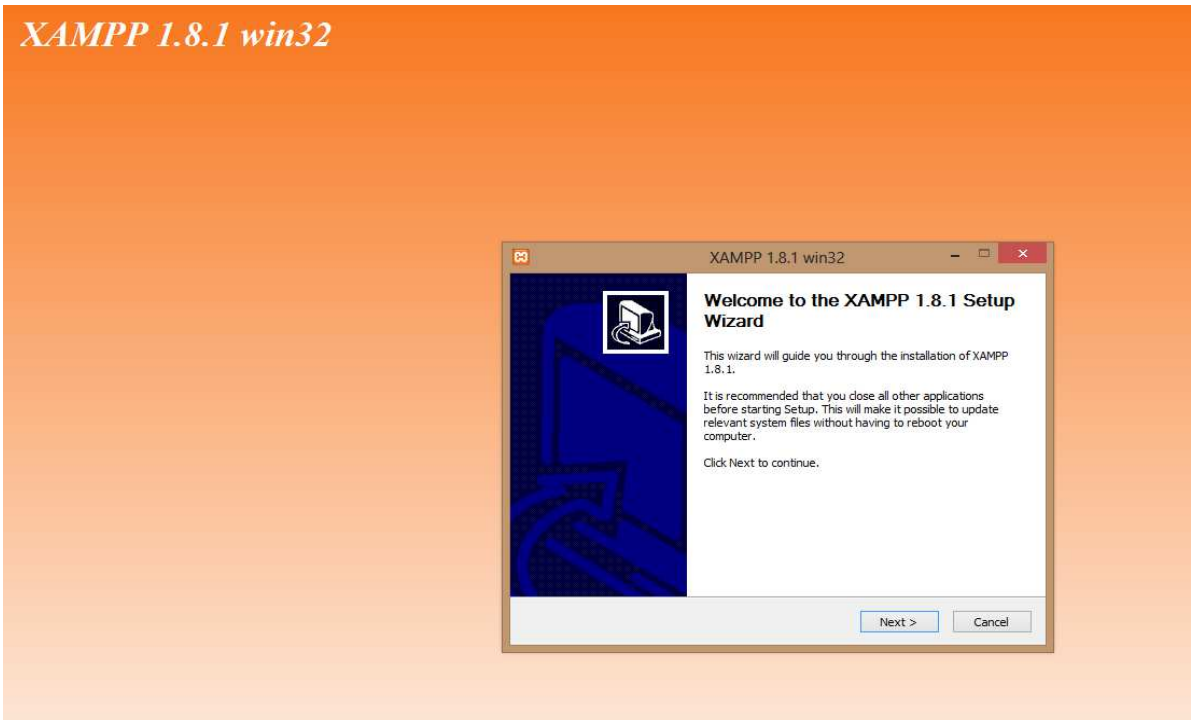 XAMPP 1.8.1 win32
XAMPP 1.8.1 win32
Welcome to the XAMPP 1.8.1 Setup
Wizard
This wizard will guide you through the installation of XAMPP
1.8.1.
It is recommended that you close all other applications
before starting Setup. This will make it possible to update
relevant system files without having to reboot your
computer.
Click Next to continue.
Next >
Cancel